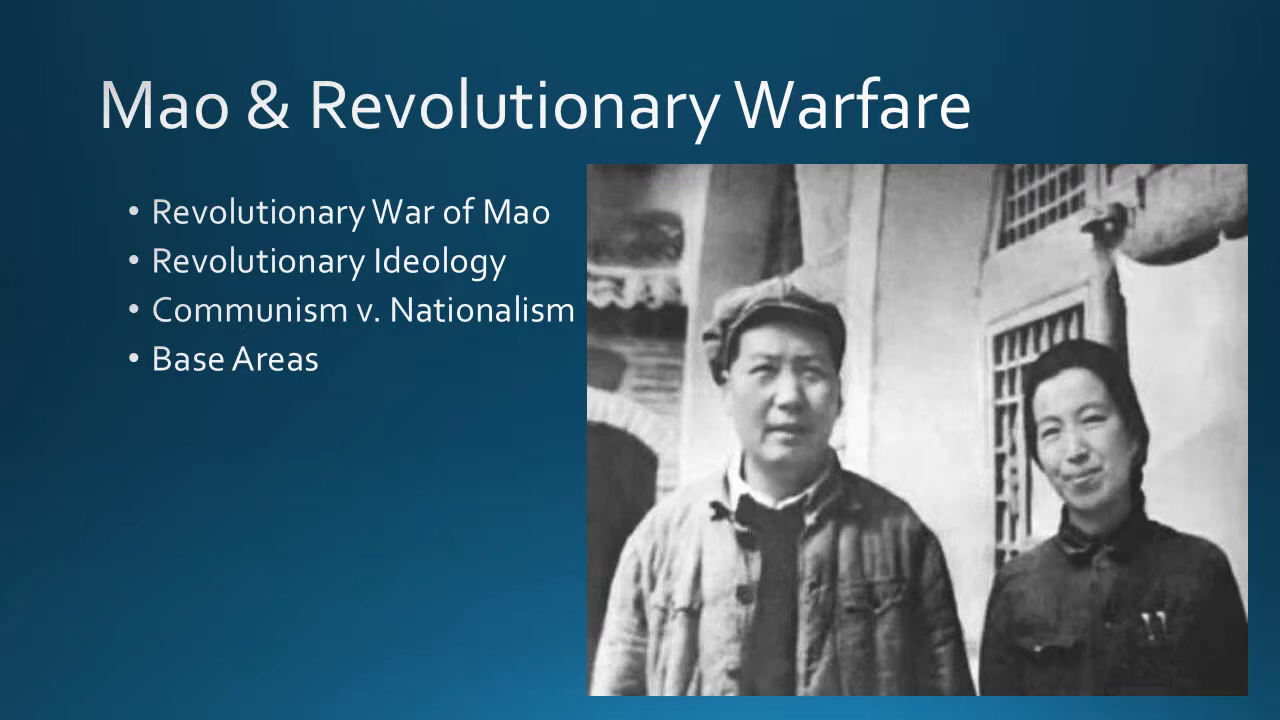 Mao & Revolutionary Warfare
• Revolutionary War of Mao
• Revolutionary Ideology
• Communism v. Nationalism
• Base Areas